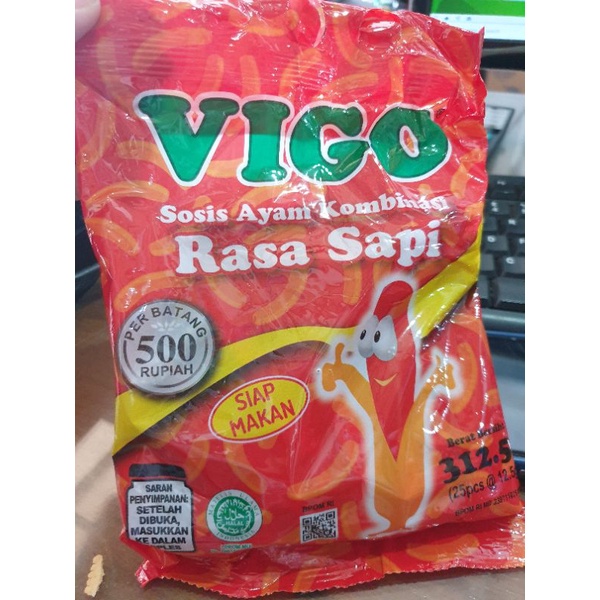 VIGO
Sosis Ayam Kombinasi
Rasa Sapi
PER BATANG
500
RUPIAH
SIAP
MAKAN
312.5
(25pcs @ 12.5
SARAN
PENYIMPANAN:
SETELAH
DIBUKA,
MASUKKAN
KE DALAM
HALAL